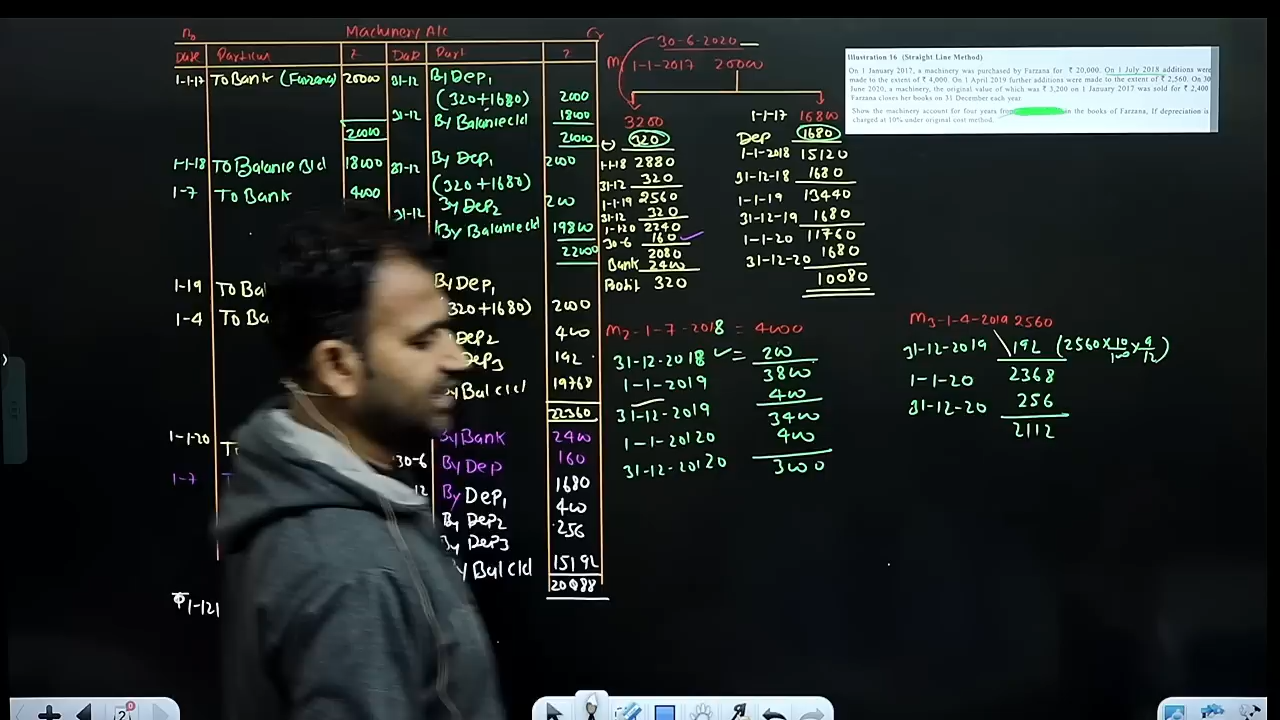 Machinery A/c
Dr
Cr
Date Particun ₹ Date Part ₹
1-1-17 To Bank (Farzana) 20000 31-12 By Dep1
(320+1680) 2000
31-12 By Balance c/d 18000
20000 20000
1-1-18 To Balance B/d 18000 31-12 By Dep1 2000
(320+1680)
1-7 To Bank 4000 By Dep2 200
31-12 By Balance c/d 19800
22000
1-19 To Bal By Dep1
320+1680) 2000
1-4 To Ba Dep2 400
Dep3 192
By Bal c/d 19768
22360
1-1-20 T By Bank 2400
30-6 By Dep 160
1-7 12 By Dep1 1680
By Dep2 400
By Dep3 256
By Bal c/d 15192
20088
1-121
30-6-2020
M 1-1-2017 20000
3200
(-) 320
1-1-18 2880
31-12 320
1-1-19 2560
31-12 320
1-120 2240
30-6 160
2080
Bank 2400
Profit 320
1-1-17 16800
Dep 1680
1-1-2018 15120
31-12-18 1680
1-1-19 13440
31-12-19 1680
1-1-20 11760
31-12-20 1680
10080
M2-1-7-2018 = 4000
31-12-2018 = 200
1-1-2019 3800
31-12-2019 400
3400
1-1-20120 400
31-12-20120 3000
M3-1-4-2019 2560
31-12-2019 192 (2560×10/100×9/12)
1-1-20 2368
31-12-20 256
2112
Illustration 16 (Straight Line Method)
On 1 January 2017, a machinery was purchased by Farzana for ₹ 20,000. On 1 July 2018 additions were
made to the extent of ₹ 4,000. On 1 April 2019 further additions were made to the extent of ₹ 2,560. On 30
June 2020, a machinery, the original value of which was ₹ 3,200 on 1 January 2017 was sold for ₹ 2,400
Farzana closes her books on 31 December each year.
Show the machinery account for four years from in the books of Farzana, If depreciation is
charged at 10% under original cost method.